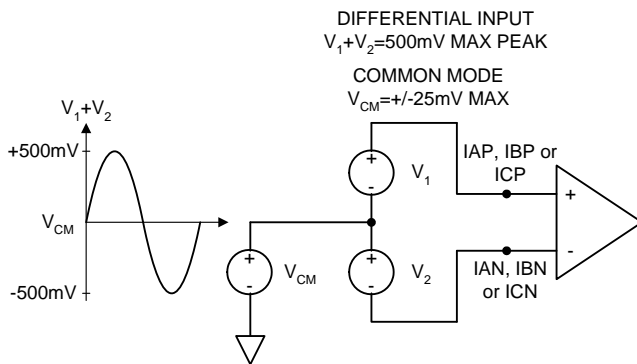 DIFFERENTIAL INPUT
V1+V2=500mV MAX PEAK
COMMON MODE
VCM=+/-25mV MAX
V1+V2
+500mV
VCM
-500mV
+
-
V1
+
-
VCM
+
-
V2
IAP, IBP or
ICP
IAN, IBN
or ICN
+
-